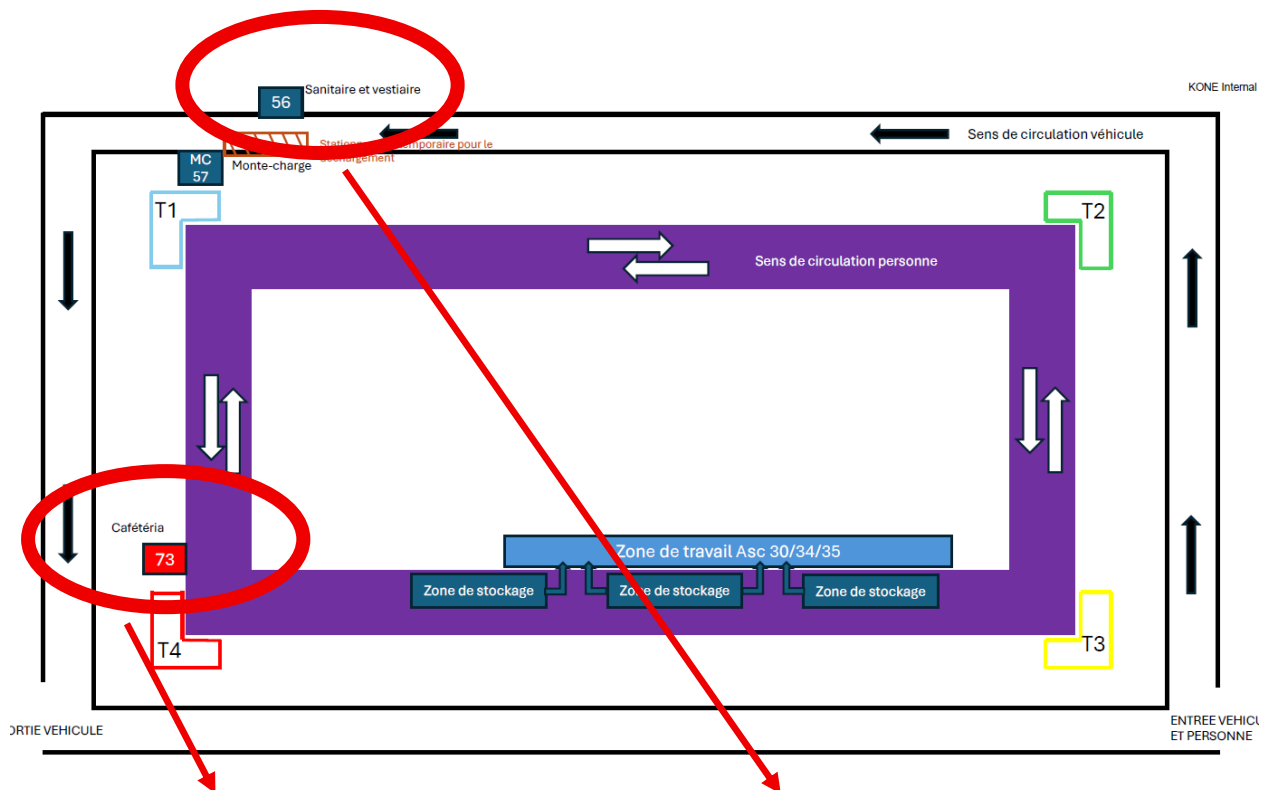 Sanitaire et vestiaire
56
KONE Internal
Sens de circulation véhicule
Monte-charge
MC
57
T1
T2
Sens de circulation personne
Cafétéria
73
Zone de travail Asc 30/34/35
Zone de stockage
Zone de stockage
Zone de stockage
T4
T3
ORTIE VEHICULE
ENTREE VEHICU
ET PERSONNE
pour le